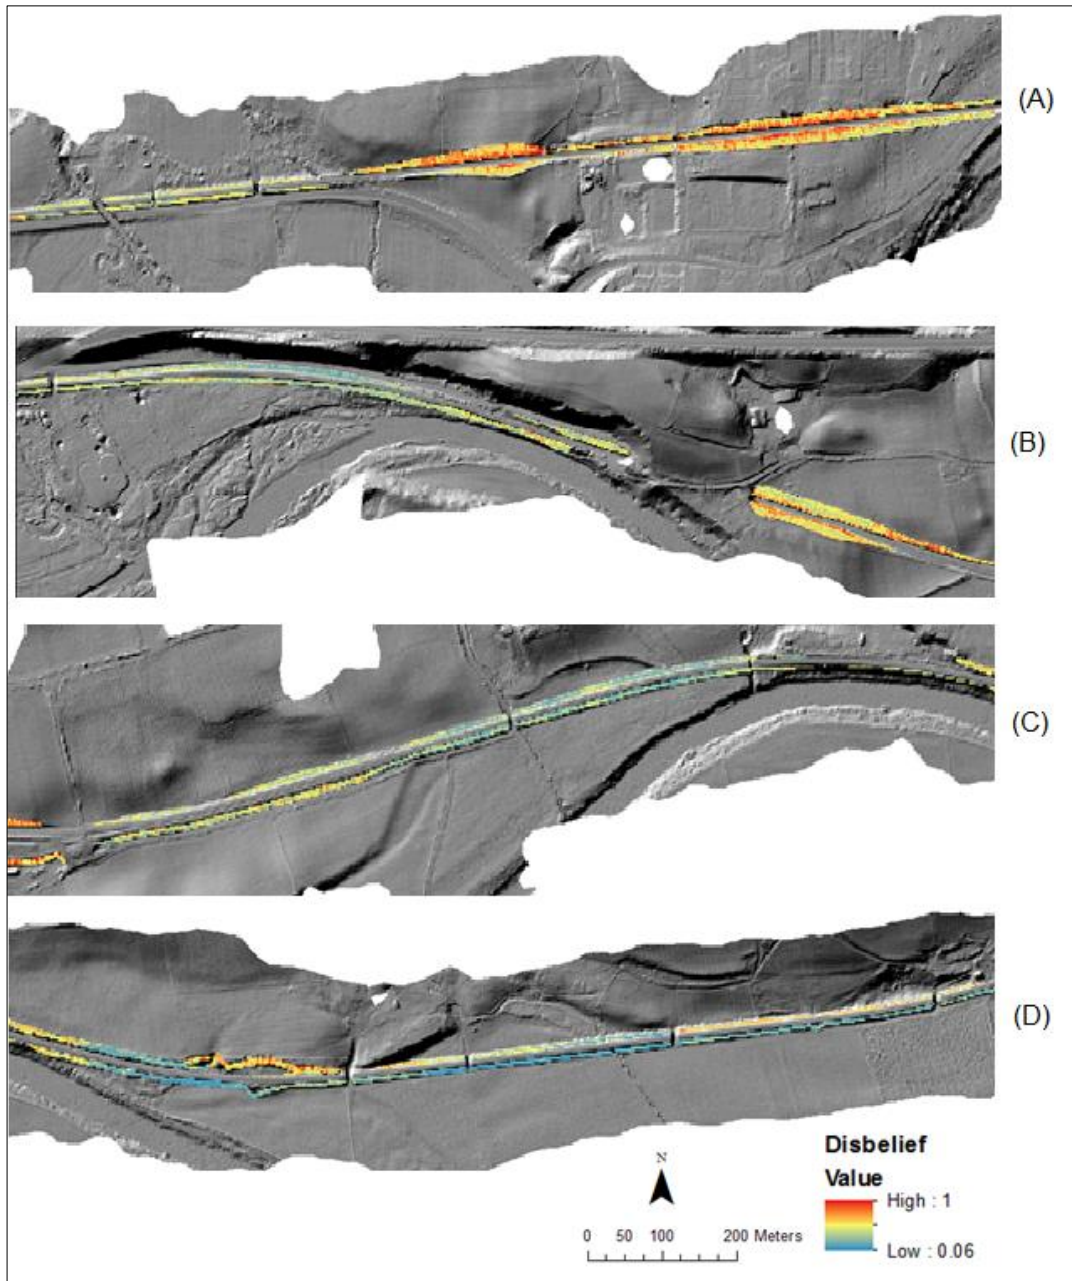 (A)
(B)
(C)
(D)
Disbelief
Value
High : 1
Low : 0.06
N
0 50 100 200 Meters